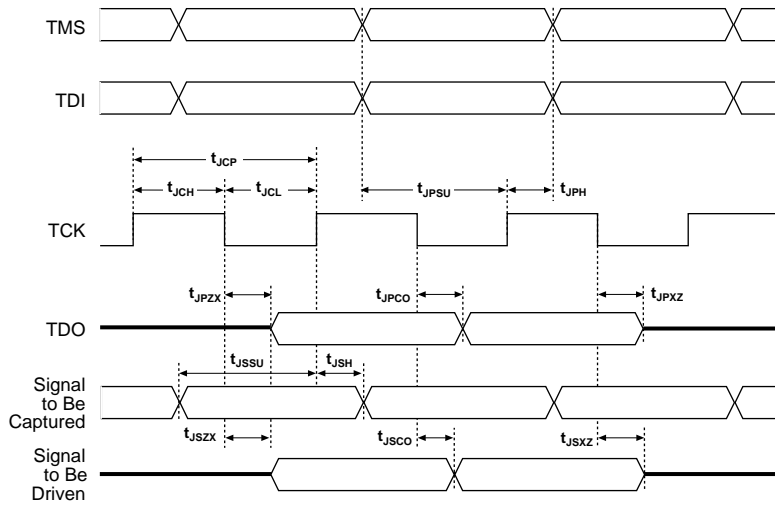 TMS
TDI
tJCP
tJCH
tJCL
tJPSU
tJPH
TCK
tJPZX
tJPCO
tJPXZ
TDO
tJSSU
tJSH
Signal
to Be
Captured
tJSZX
tJSCO
tJSXZ
Signal
to Be
Driven